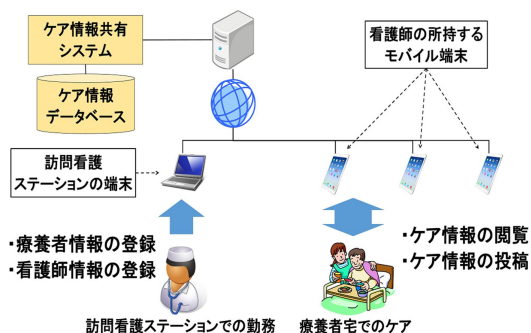 ケア情報共有
システム
ケア情報
データベース
看護師の所持する
モバイル端末
訪問看護
ステーションの端末
・療養者情報の登録
・看護師情報の登録
・ケア情報の閲覧
・ケア情報の投稿
訪問看護ステーションでの勤務
療養者宅でのケア